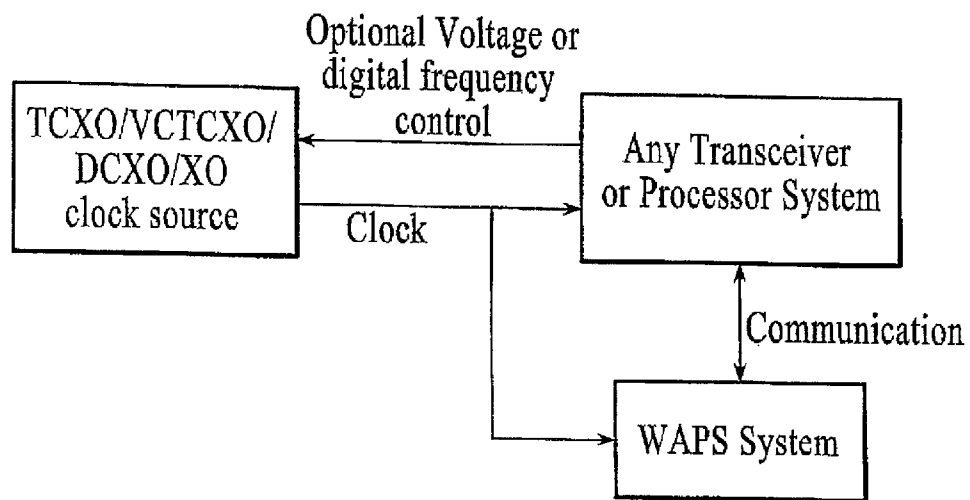 Optional Voltage or
digital frequency
control
TCXO/VCTCXO/
DCXO/XO
clock source
Any Transceiver
or Processor System
Clock
Communication
WAPS System